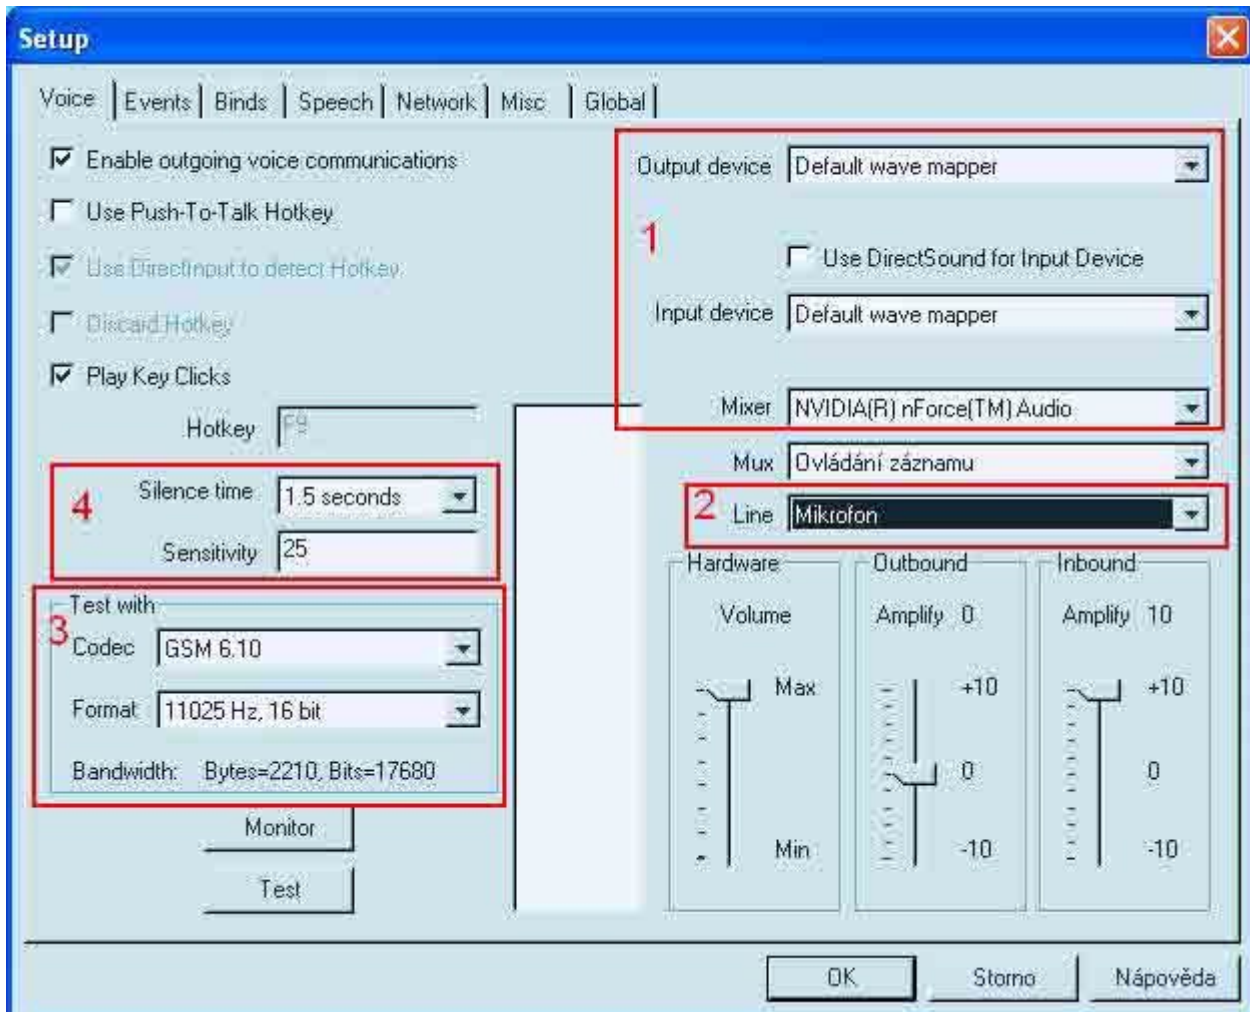 Setup
Voice Events Binds Speech Network Misc Global
Enable outgoing voice communications
Use Push-To-Talk Hotkey
Use DirectInput to detect Hotkey
Discard Hotkey
Play Key Clicks
Hotkey F9
4
Silence time 1.5 seconds
Sensitivity 25
3
Test with
Codec GSM 6.10
Format 11025 Hz, 16 bit
Bandwidth: Bytes=2210, Bits=17680
Monitor
Test
1
Output device Default wave mapper
Use DirectSound for Input Device
Input device Default wave mapper
Mixer NVIDIA(R) nForce(TM) Audio
Mux Ovládání záznamu
2
Line Mikrofon
Hardware Outbound Inbound
Volume Amplify 0 Amplify 10
Max +10 +10
0 0
Min -10 -10
OK Storno Nápověda